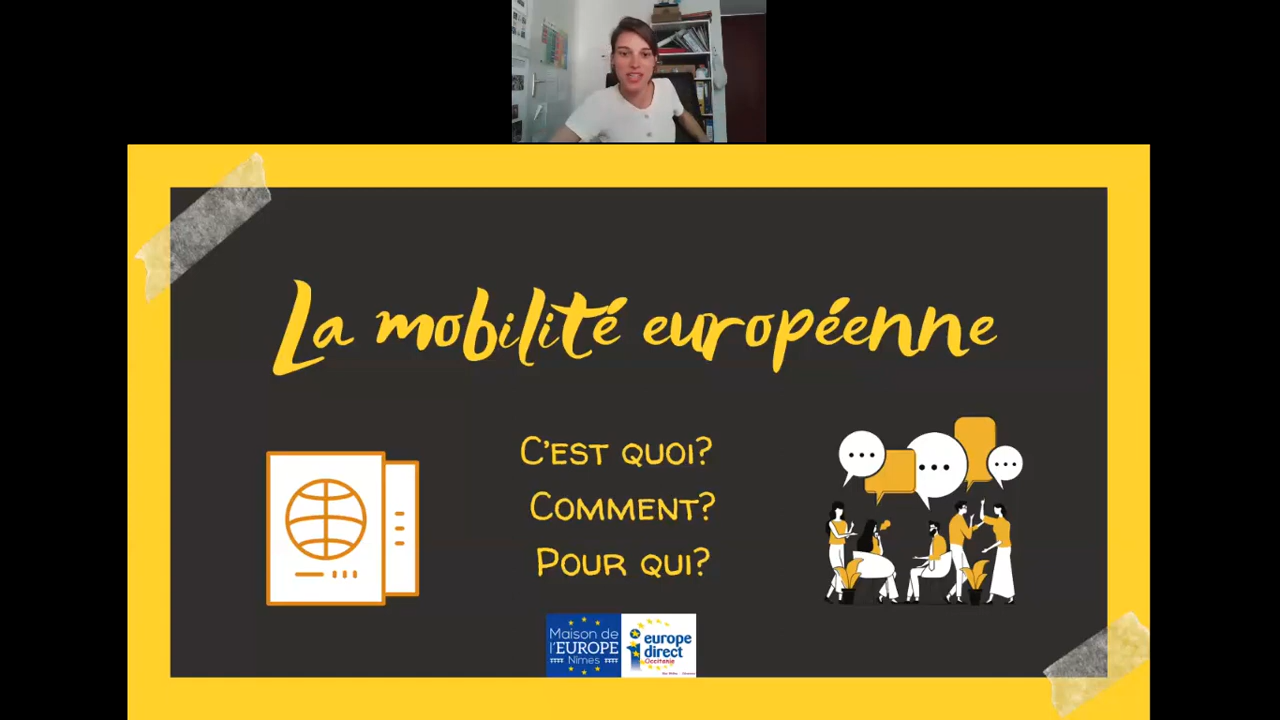 La mobilité européenne
C'EST QUOI?
COMMENT?
POUR QUI?
Maison de
l'EUROPE
Nîmes
europe
direct
Occitanie